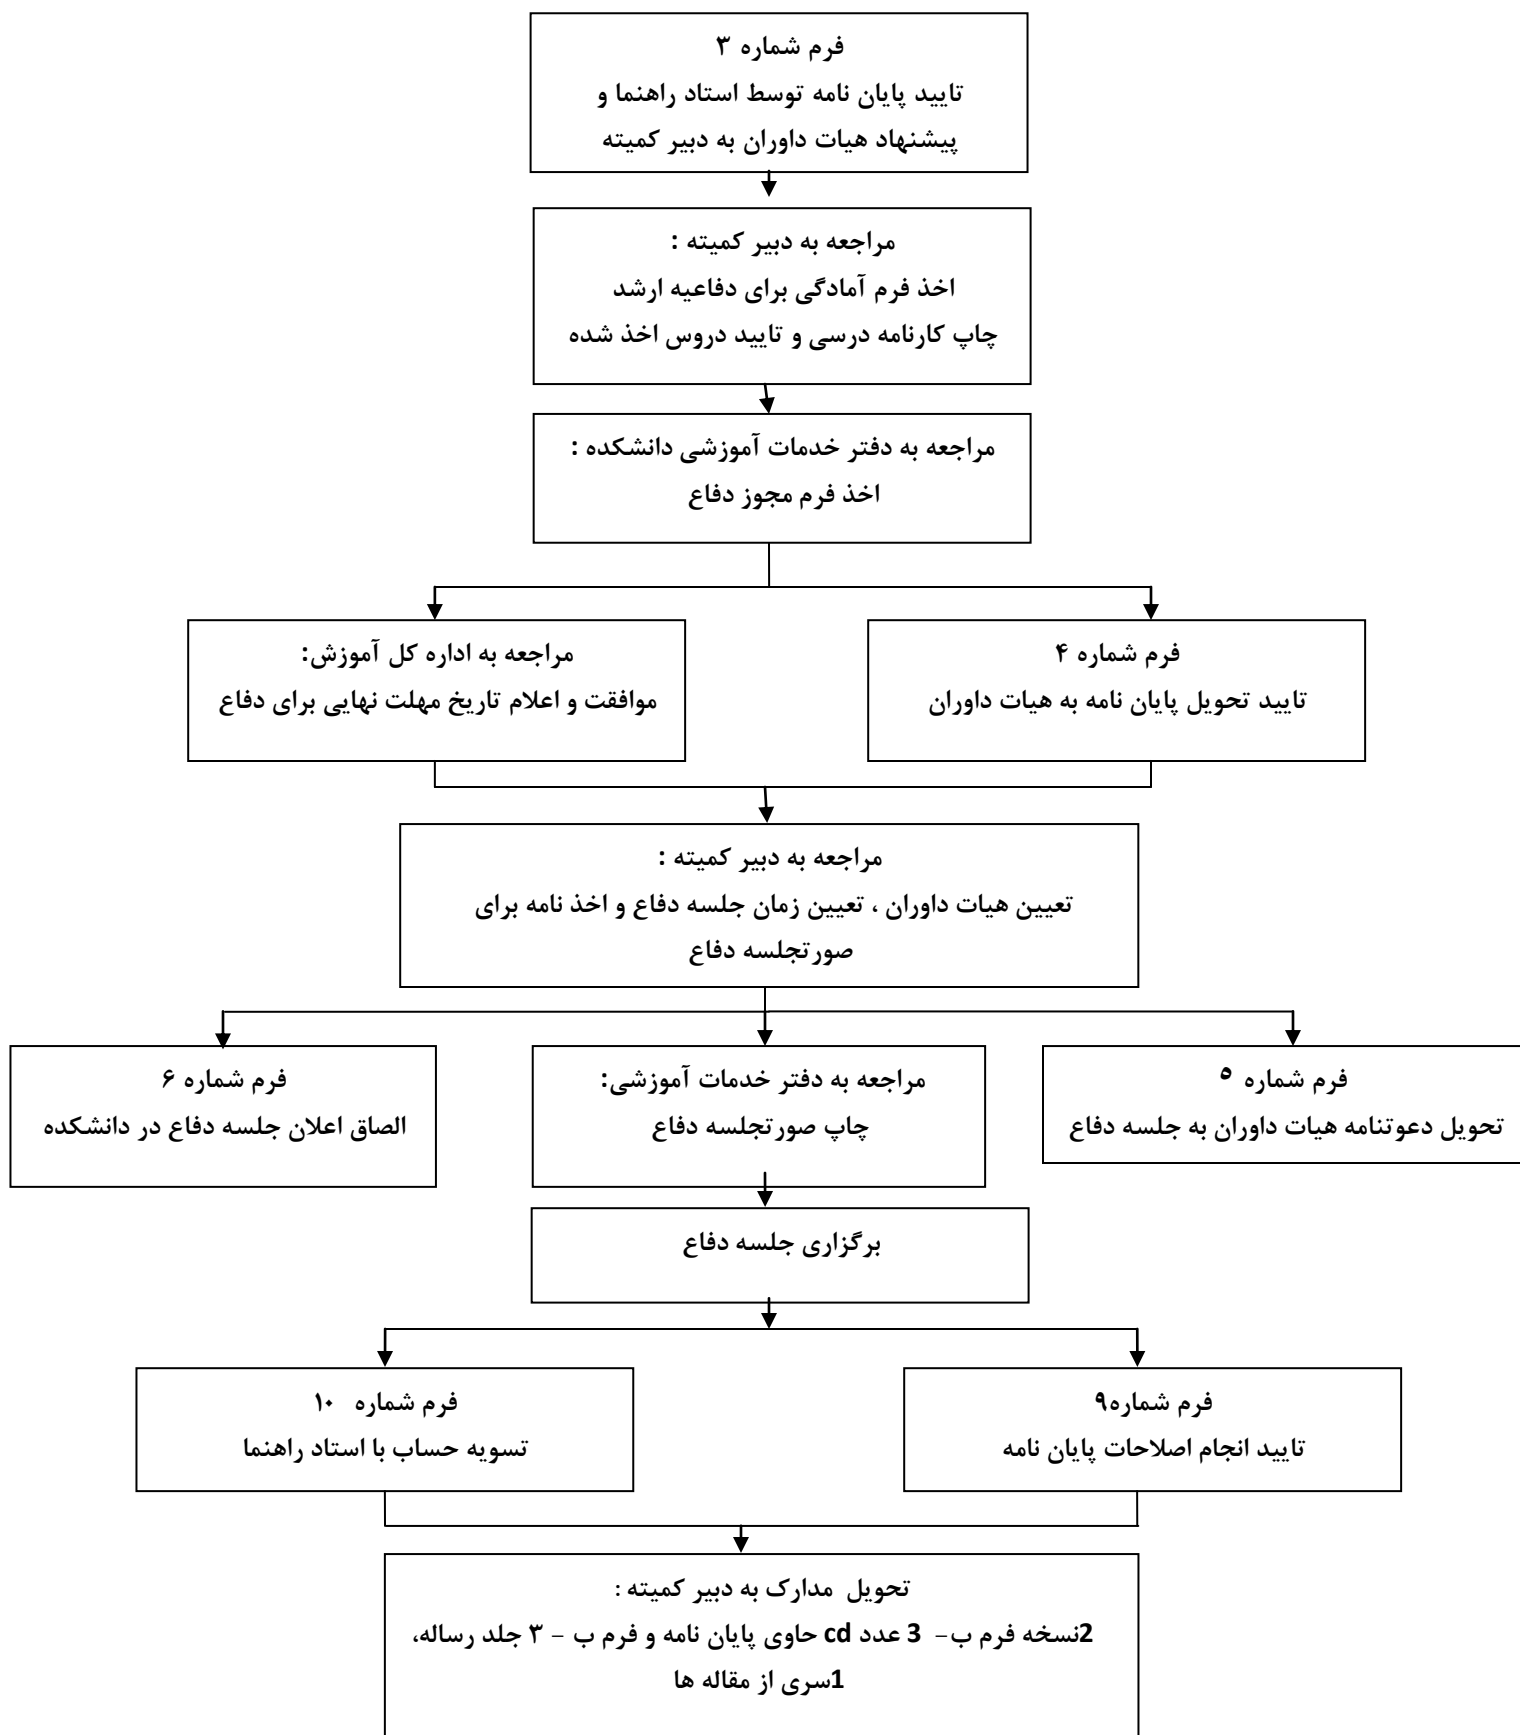 فرم شماره ۳
تایید پایان نامه توسط استاد راهنما و
پیشنهاد هیات داوران به دبیر کمیته
مراجعه به دبیر کمیته :
اخذ فرم آمادگی برای دفاعیه ارشد
چاپ کارنامه درسی و تایید دروس اخذ شده
مراجعه به دفتر خدمات آموزشی دانشکده :
اخذ فرم مجوز دفاع
فرم شماره ۴
تایید تحویل پایان نامه به هیات داوران
مراجعه به اداره کل آموزش:
موافقت و اعلام تاریخ مهلت نهایی برای دفاع
مراجعه به دبیر کمیته :
تعیین هیات داوران ، تعیین زمان جلسه دفاع و اخذ نامه برای
صورتجلسه دفاع
فرم شماره ۵
تحویل دعوتنامه هیات داوران به جلسه دفاع
مراجعه به دفتر خدمات آموزشی:
چاپ صورتجلسه دفاع
فرم شماره ۶
الصاق اعلان جلسه دفاع در دانشکده
برگزاری جلسه دفاع
فرم شماره۹
تایید انجام اصلاحات پایان نامه
فرم شماره ۱۰
تسویه حساب با استاد راهنما
تحویل مدارک به دبیر کمیته :
2نسخه فرم ب- 3 عدد cd حاوی پایان نامه و فرم ب - ۳ جلد رساله،
1سری از مقاله ها